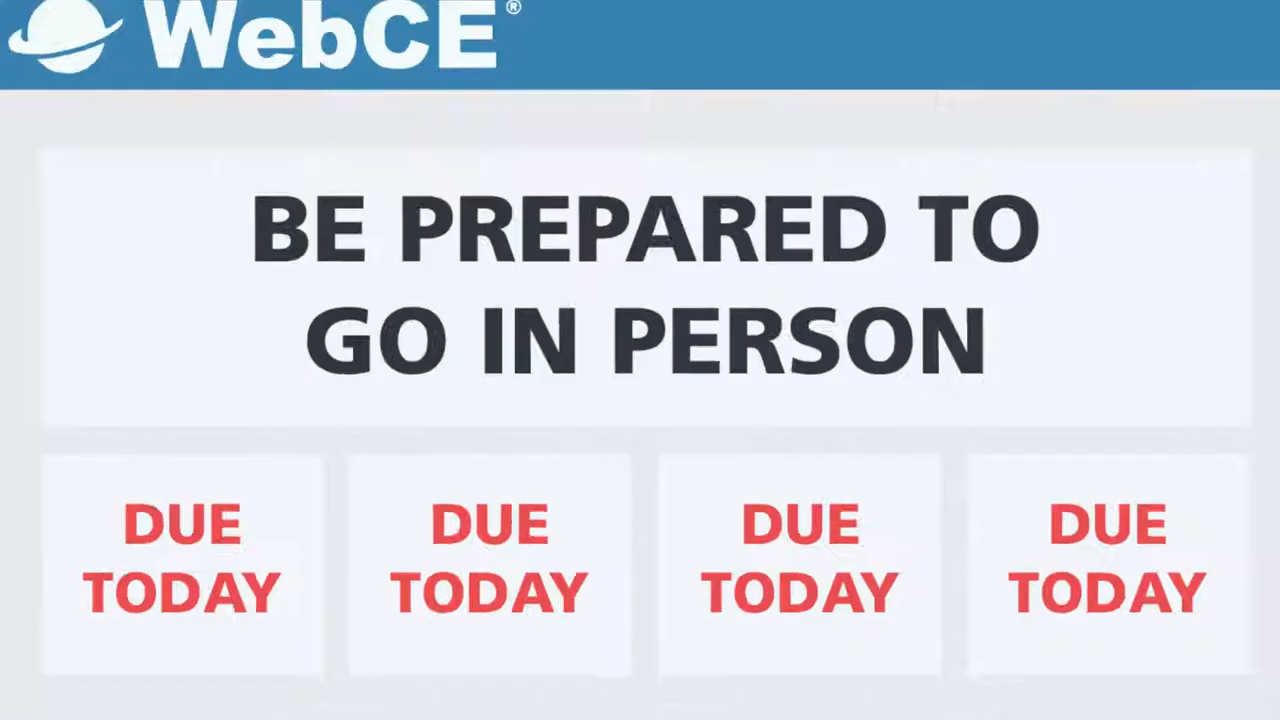 WebCE®
BE PREPARED TO
GO IN PERSON
DUE
TODAY
DUE
TODAY
DUE
TODAY
DUE
TODAY